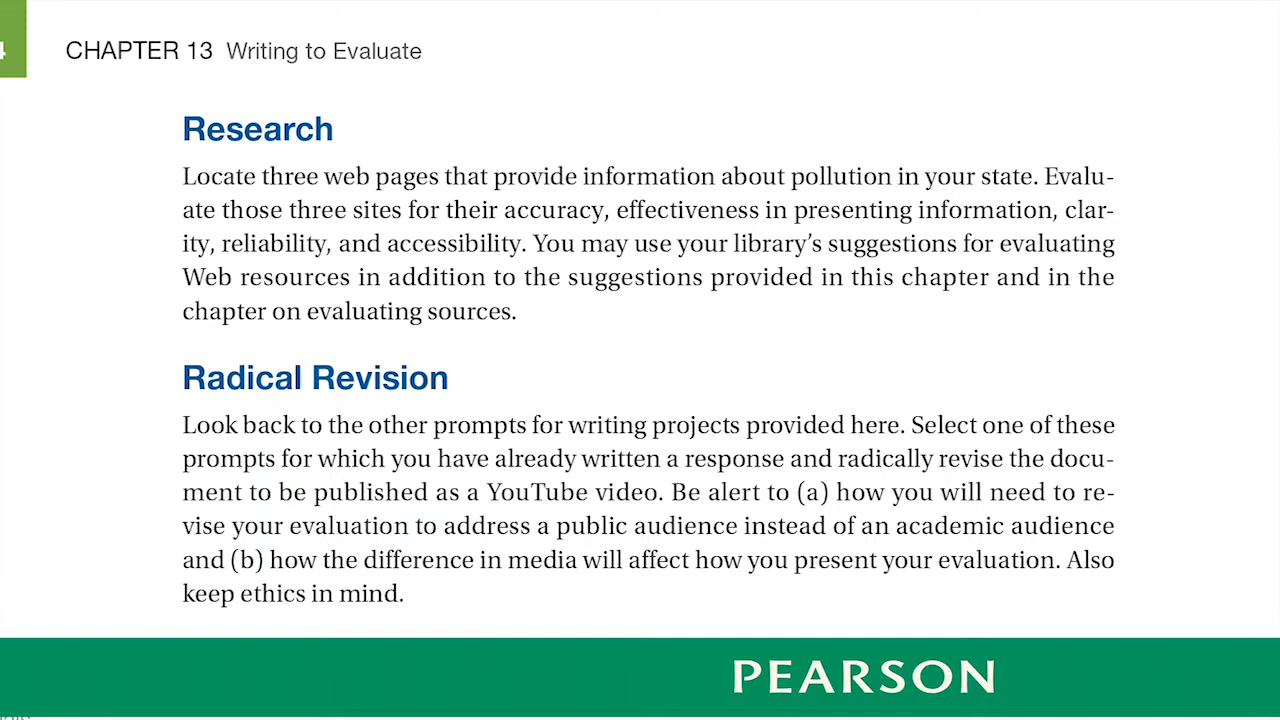 4
CHAPTER 13 Writing to Evaluate
Research
Locate three web pages that provide information about pollution in your state. Evalu-
ate those three sites for their accuracy, effectiveness in presenting information, clar-
ity, reliability, and accessibility. You may use your library’s suggestions for evaluating
Web resources in addition to the suggestions provided in this chapter and in the
chapter on evaluating sources.
Radical Revision
Look back to the other prompts for writing projects provided here. Select one of these
prompts for which you have already written a response and radically revise the docu-
ment to be published as a YouTube video. Be alert to (a) how you will need to re-
vise your evaluation to address a public audience instead of an academic audience
and (b) how the difference in media will affect how you present your evaluation. Also
keep ethics in mind.
PEARSON